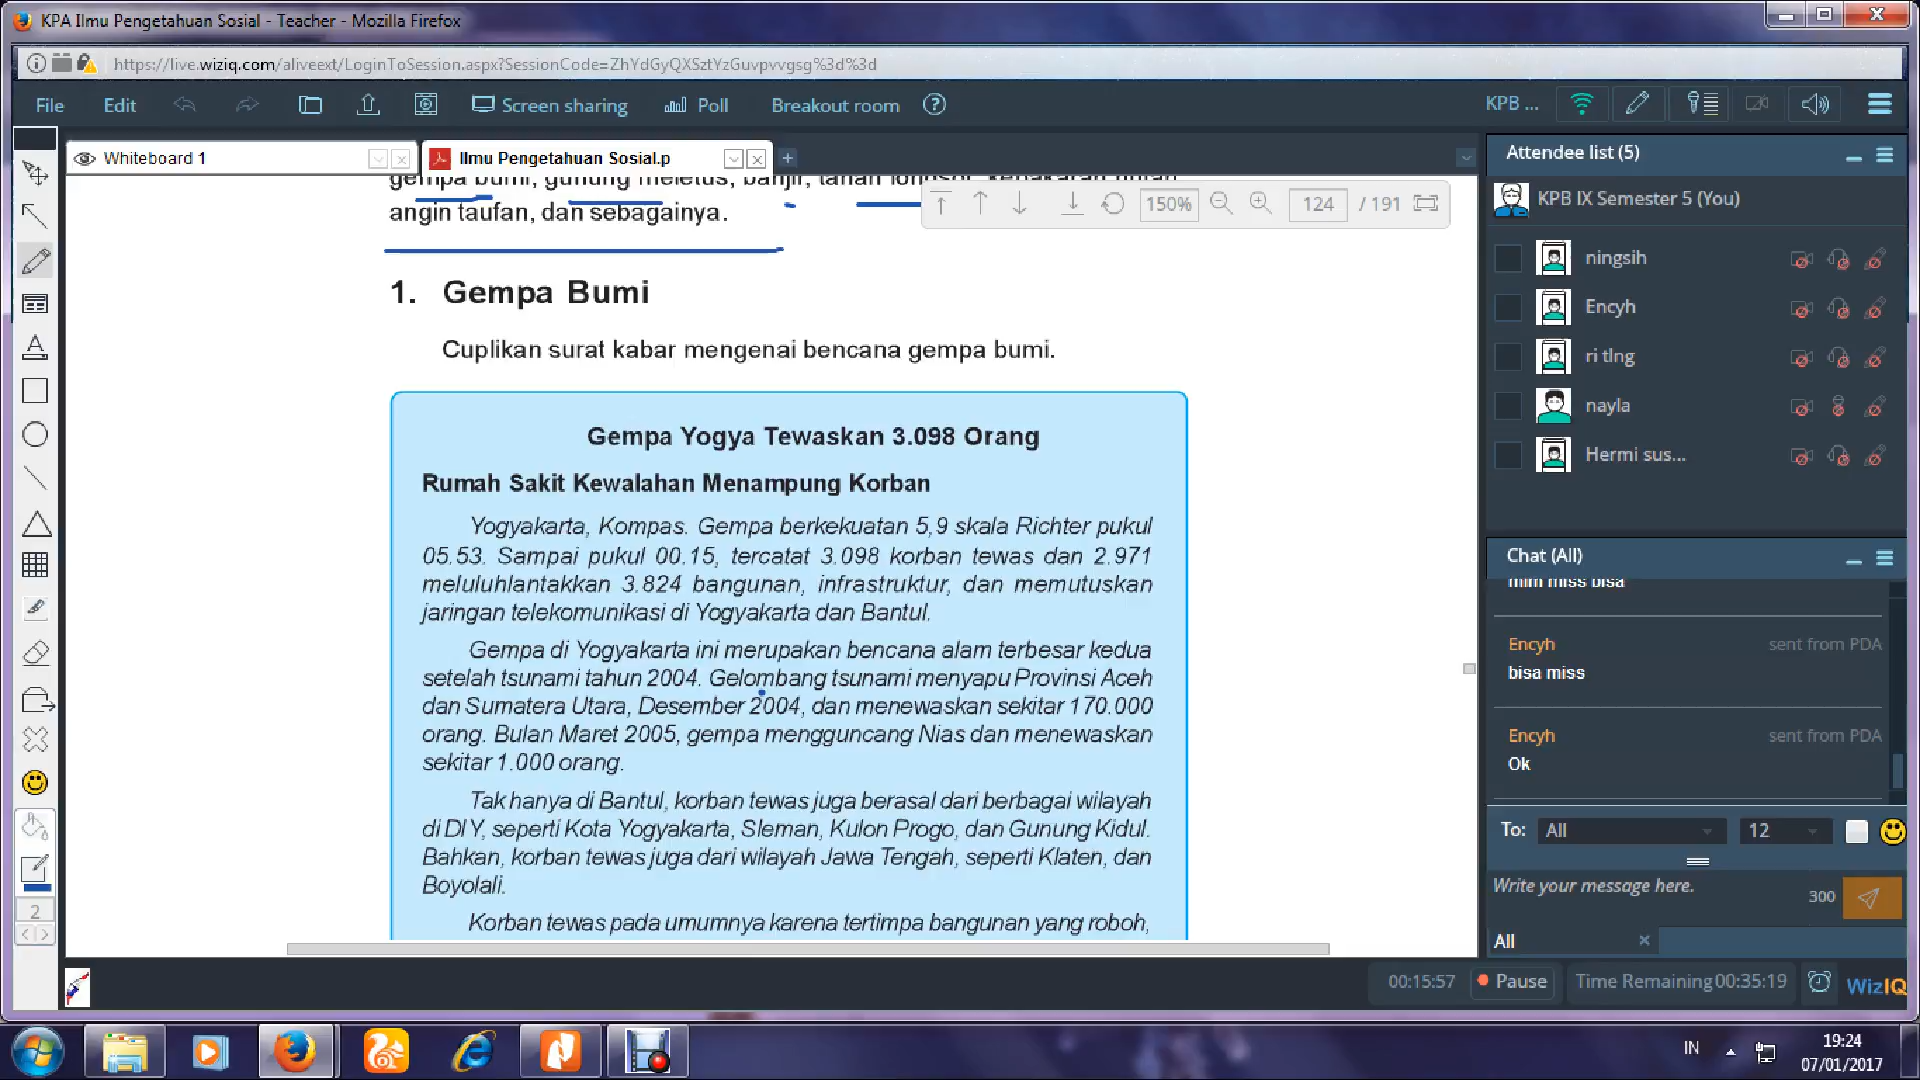 KPA Ilmu Pengetahuan Sosial - Teacher - Mozilla Firefox
https://live.wiziq.com/aliveext/LoginToSession.aspx?SessionCode=ZhYdGyQXSztYzGuvpvvgsg%3d%3d
File Edit Screen sharing Poll Breakout room KPB ...
Whiteboard 1
Ilmu Pengetahuan Sosial.p
gempa bumi, gunung meletus, banjir, tanah longsor, kebakaran hutan,
angin taufan, dan sebagainya.
150% 124 / 191
1. Gempa Bumi
Cuplikan surat kabar mengenai bencana gempa bumi.
Gempa Yogya Tewaskan 3.098 Orang
Rumah Sakit Kewalahan Menampung Korban
Yogyakarta, Kompas. Gempa berkekuatan 5,9 skala Richter pukul
05.53. Sampai pukul 00.15, tercatat 3.098 korban tewas dan 2.971
meluluhlantakkan 3.824 bangunan, infrastruktur, dan memutuskan
jaringan telekomunikasi di Yogyakarta dan Bantul.
Gempa di Yogyakarta ini merupakan bencana alam terbesar kedua
setelah tsunami tahun 2004. Gelombang tsunami menyapu Provinsi Aceh
dan Sumatera Utara, Desember 2004, dan menewaskan sekitar 170.000
orang. Bulan Maret 2005, gempa mengguncang Nias dan menewaskan
sekitar 1.000 orang.
Tak hanya di Bantul, korban tewas juga berasal dari berbagai wilayah
di DIY, seperti Kota Yogyakarta, Sleman, Kulon Progo, dan Gunung Kidul.
Bahkan, korban tewas juga dari wilayah Jawa Tengah, seperti Klaten, dan
Boyolali.
Korban tewas pada umumnya karena tertimpa bangunan yang roboh,
2
Attendee list (5)
KPB IX Semester 5 (You)
ningsih
Encyh
ri tlng
nayla
Hermi sus...
Chat (All)
mim miss bisa
Encyh sent from PDA
bisa miss
Encyh sent from PDA
Ok
To: All 12
Write your message here.
300
All
00:15:57 Pause Time Remaining 00:35:19 WizIQ
IN
19:24
07/01/2017